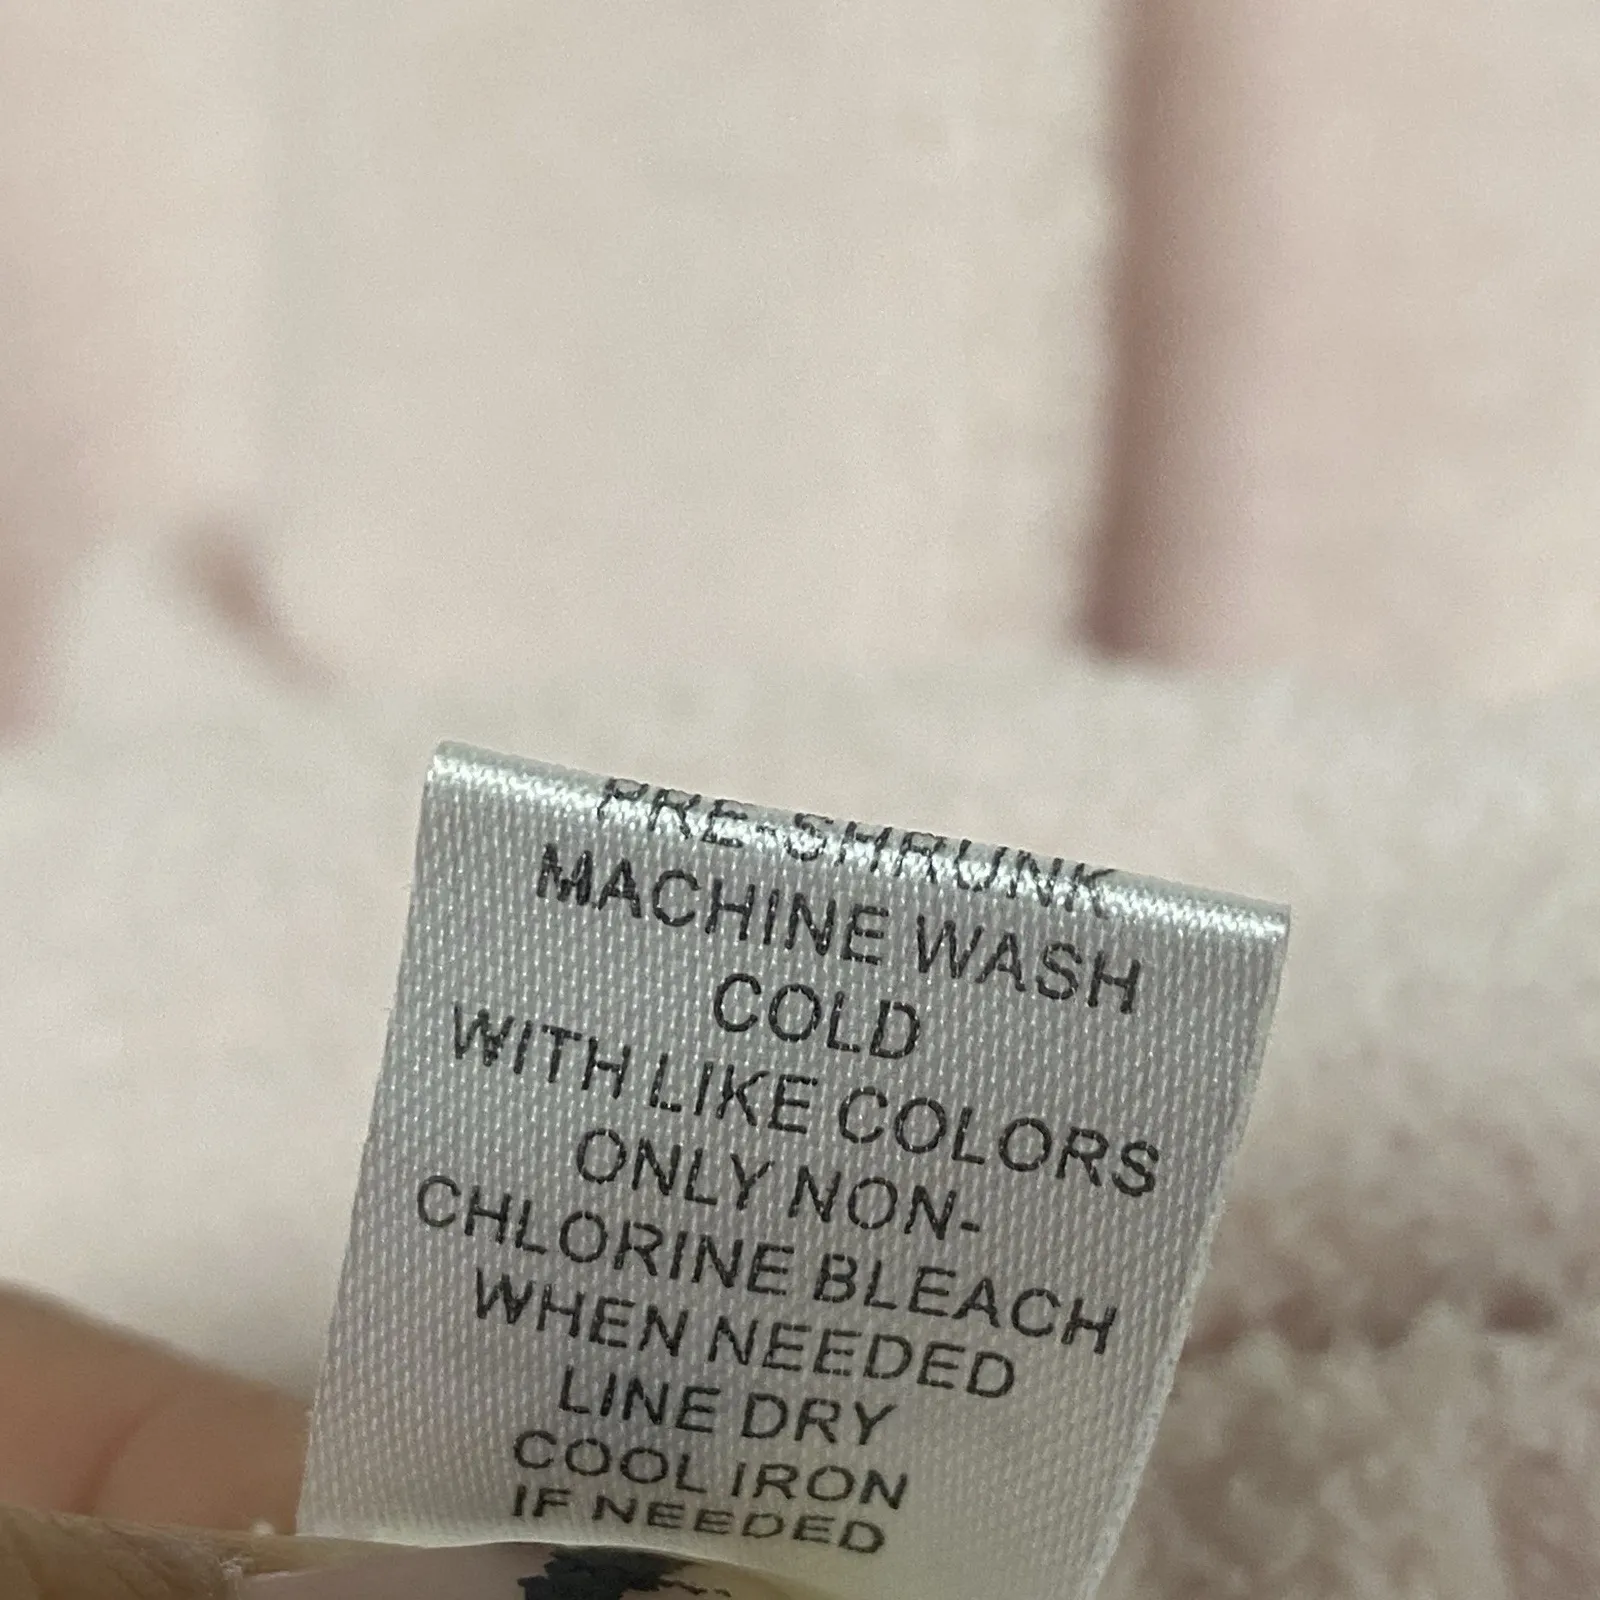 PRE-SHRUNK
MACHINE WASH
COLD
WITH LIKE COLORS
ONLY NON-
CHLORINE BLEACH
WHEN NEEDED
LINE DRY
COOL IRON
IF NEEDED